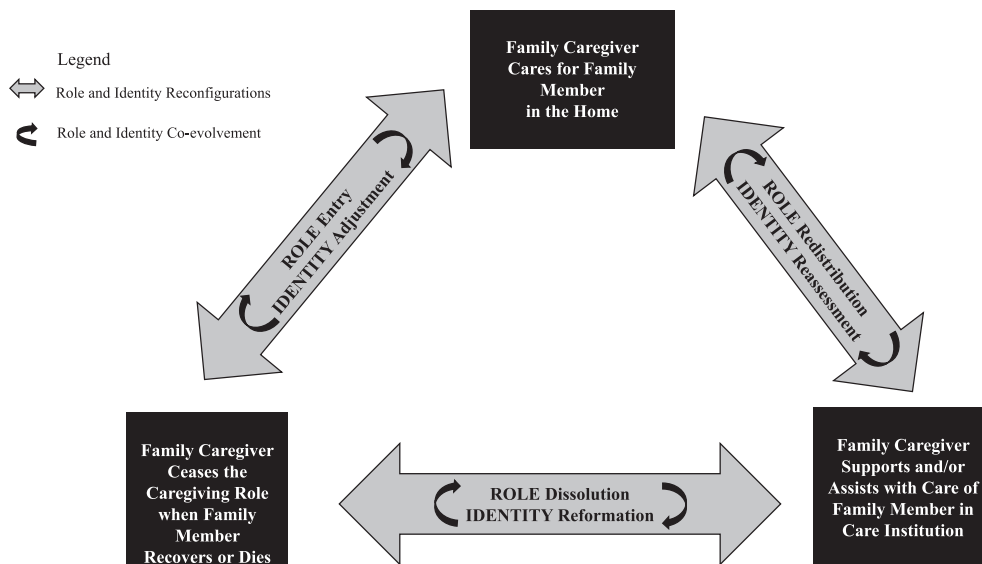 Legend
Role and Identity Reconfigurations
Role and Identity Co-evolvement
Family Caregiver
Cares for Family
Member
in the Home
ROLE Entry
IDENTITY Adjustment
ROLE Redistribution
IDENTITY Reassessment
Family Caregiver
Ceases the
Caregiving Role
when Family
Member
Recovers or Dies
ROLE Dissolution
IDENTITY Reformation
Family Caregiver
Supports and/or
Assists with Care of
Family Member in
Care Institution